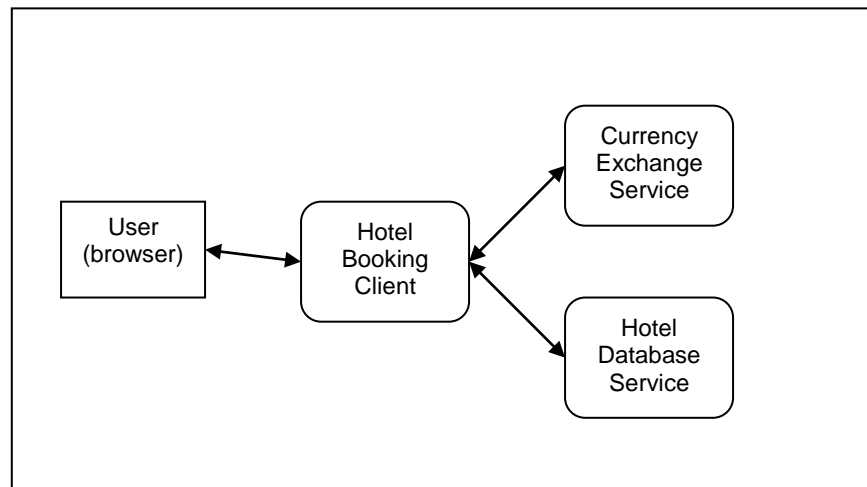 User
(browser)
Hotel
Booking
Client
Currency
Exchange
Service
Hotel
Database
Service